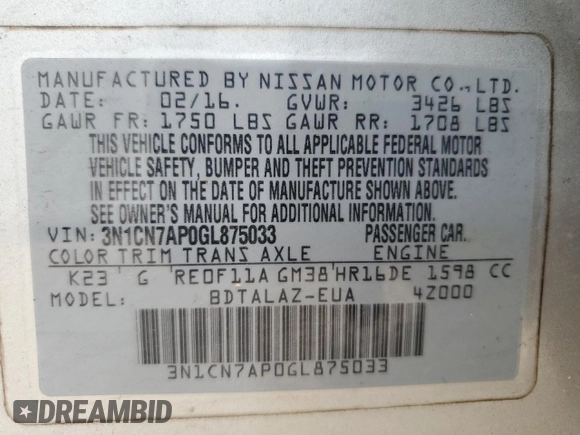 MANUFACTURED BY NISSAN MOTOR CO., LTD.
DATE: 02/16. GVWR: 3426 LBS
GAWR FR: 1750 LBS GAWR RR: 1708 LBS
THIS VEHICLE CONFORMS TO ALL APPLICABLE FEDERAL MOTOR
VEHICLE SAFETY, BUMPER AND THEFT PREVENTION STANDARDS
IN EFFECT ON THE DATE OF MANUFACTURE SHOWN ABOVE.
SEE OWNER'S MANUAL FOR ADDITIONAL INFORMATION.
VIN: 3N1CN7AP0GL875033 PASSENGER CAR.
COLOR TRIM TRANS AXLE ENGINE
K23 G RE0F11A GM38 HR16DE 1598 CC
MODEL: BDTALAZ-EUA 4Z000
3N1CN7AP0GL875033
DREAMBID